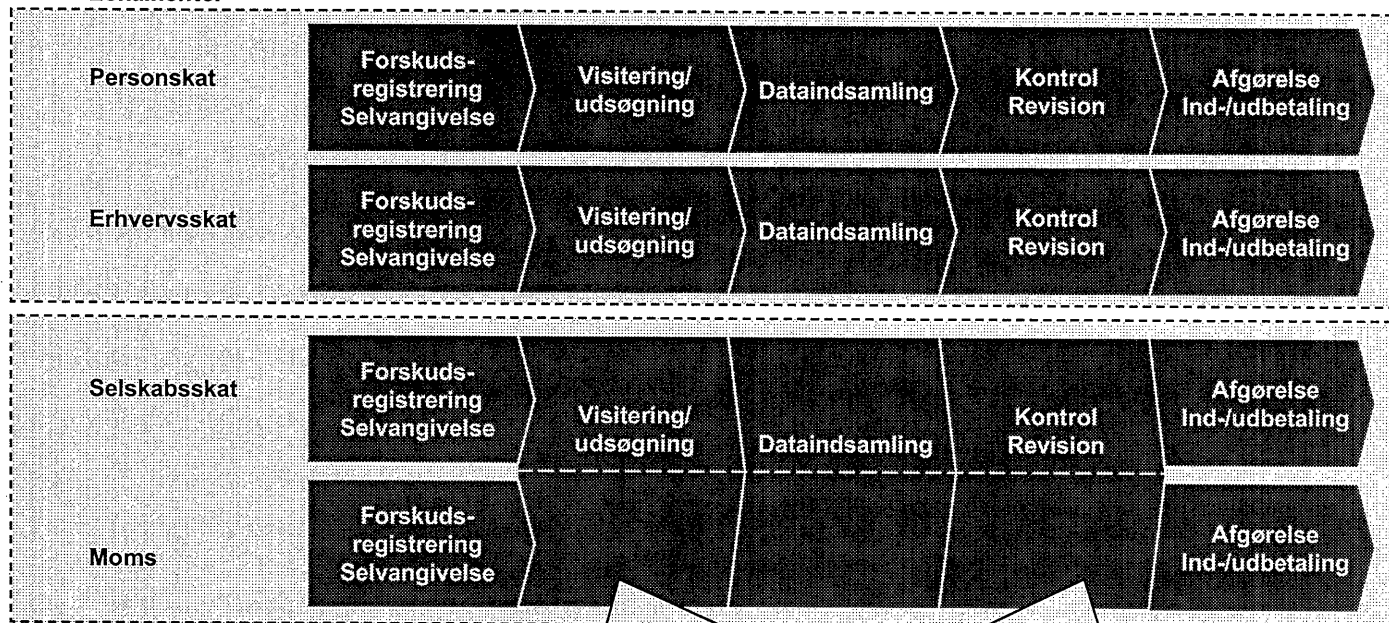 Personskat
Forskuds-
registrering
Selvangivelse
Visitering/
udsøgning
Dataindsamling
Kontrol
Revision
Afgørelse
Ind-/udbetaling
Erhvervsskat
Forskuds-
registrering
Selvangivelse
Visitering/
udsøgning
Dataindsamling
Kontrol
Revision
Afgørelse
Ind-/udbetaling
Selskabsskat
Forskuds-
registrering
Selvangivelse
Visitering/
udsøgning
Dataindsamling
Kontrol
Revision
Afgørelse
Ind-/udbetaling
Moms
Forskuds-
registrering
Selvangivelse
Afgørelse
Ind-/udbetaling